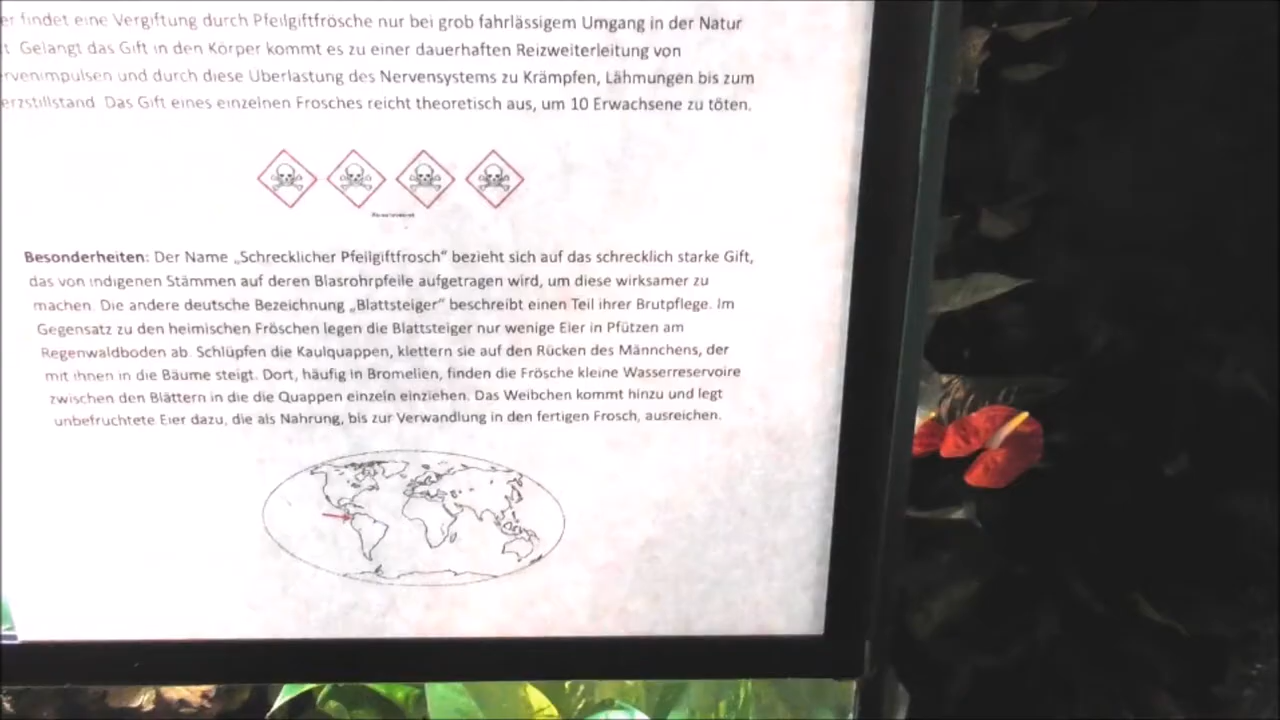 er findet eine Vergiftung durch Pfeilgiftfrösche nur bei grob fahrlässigem Umgang in der Natur
t. Gelangt das Gift in den Körper kommt es zu einer dauerhaften Reizweiterleitung von
rvenimpulsen und durch diese Überlastung des Nervensystems zu Krämpfen, Lähmungen bis zum
erzstillstand. Das Gift eines einzelnen Frosches reicht theoretisch aus, um 10 Erwachsene zu töten.
Besonderheiten: Der Name „Schrecklicher Pfeilgiftfrosch“ bezieht sich auf das schrecklich starke Gift,
das von indigenen Stämmen auf deren Blasrohrpfeile aufgetragen wird, um diese wirksamer zu
machen. Die andere deutsche Bezeichnung „Blattsteiger“ beschreibt einen Teil ihrer Brutpflege. Im
Gegensatz zu den heimischen Fröschen legen die Blattsteiger nur wenige Eier in Pfützen am
Regenwaldboden ab. Schlüpfen die Kaulquappen, klettern sie auf den Rücken des Männchens, der
mit ihnen in die Bäume steigt. Dort, häufig in Bromelien, finden die Frösche kleine Wasserreservoire
zwischen den Blättern in die die Quappen einzeln einziehen. Das Weibchen kommt hinzu und legt
unbefruchtete Eier dazu, die als Nahrung, bis zur Verwandlung in den fertigen Frosch, ausreichen.